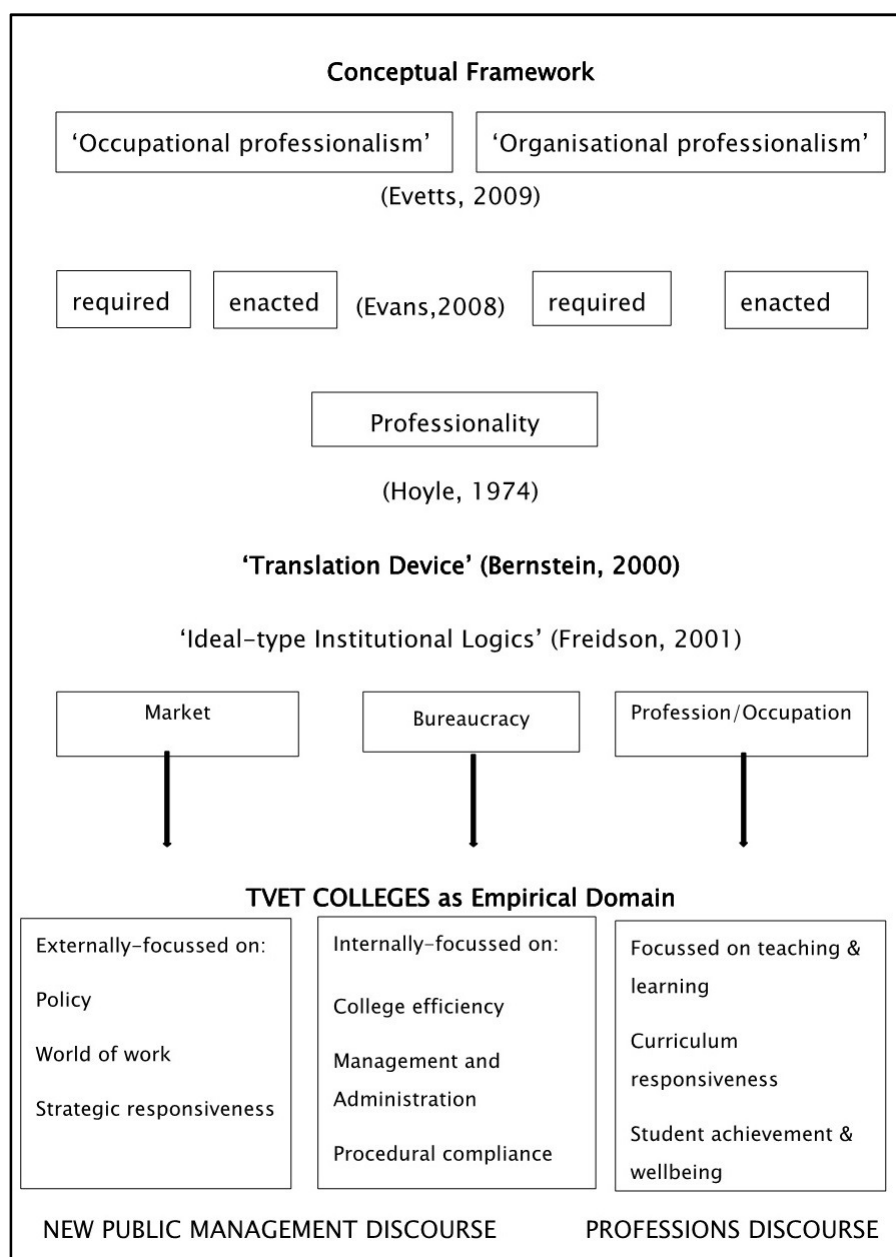 Conceptual Framework
‘Occupational professionalism’ ‘Organisational professionalism’
(Evetts, 2009)
required enacted (Evans,2008) required enacted
Professionality
(Hoyle, 1974)
‘Translation Device’ (Bernstein, 2000)
‘Ideal-type Institutional Logics’ (Freidson, 2001)
Market Bureaucracy Profession/Occupation
TVET COLLEGES as Empirical Domain
Externally-focussed on:
Policy
World of work
Strategic responsiveness
Internally-focussed on:
College efficiency
Management and
Administration
Procedural compliance
Focussed on teaching &
learning
Curriculum
responsiveness
Student achievement &
wellbeing
NEW PUBLIC MANAGEMENT DISCOURSE PROFESSIONS DISCOURSE